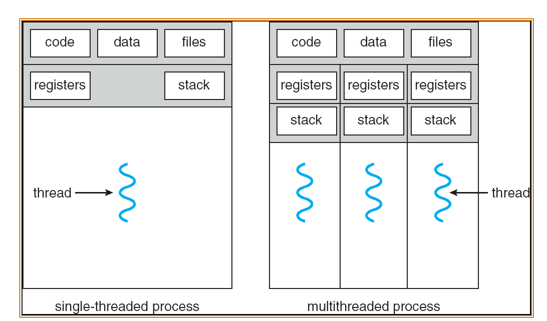 code data files
registers stack
thread
single-threaded process
code data files
registers registers registers
stack stack stack
thread
multithreaded process